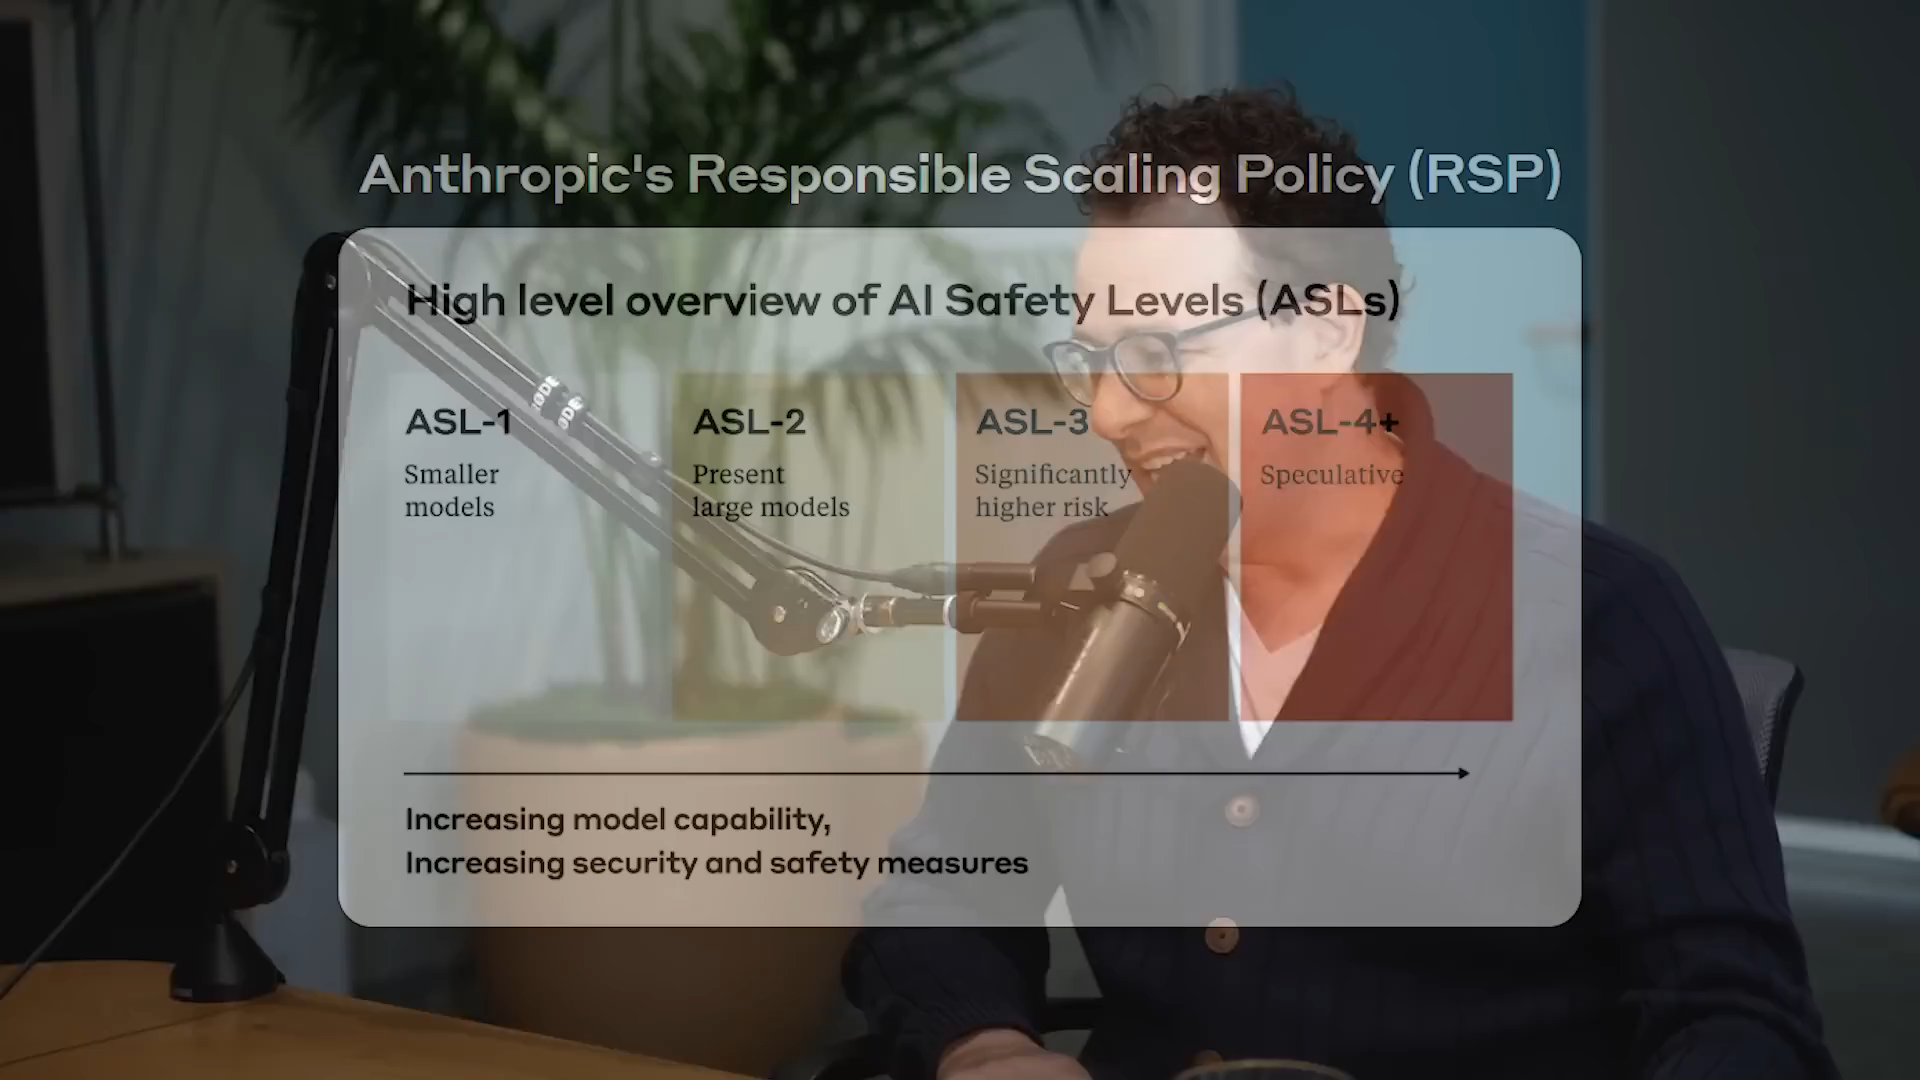 Anthropic's Responsible Scaling Policy (RSP)
High level overview of AI Safety Levels (ASLs)
ASL-1
Smaller
models
ASL-2
Present
large models
ASL-3
Significantly
higher risk
ASL-4+
Speculative
Increasing model capability,
Increasing security and safety measures
RØDE